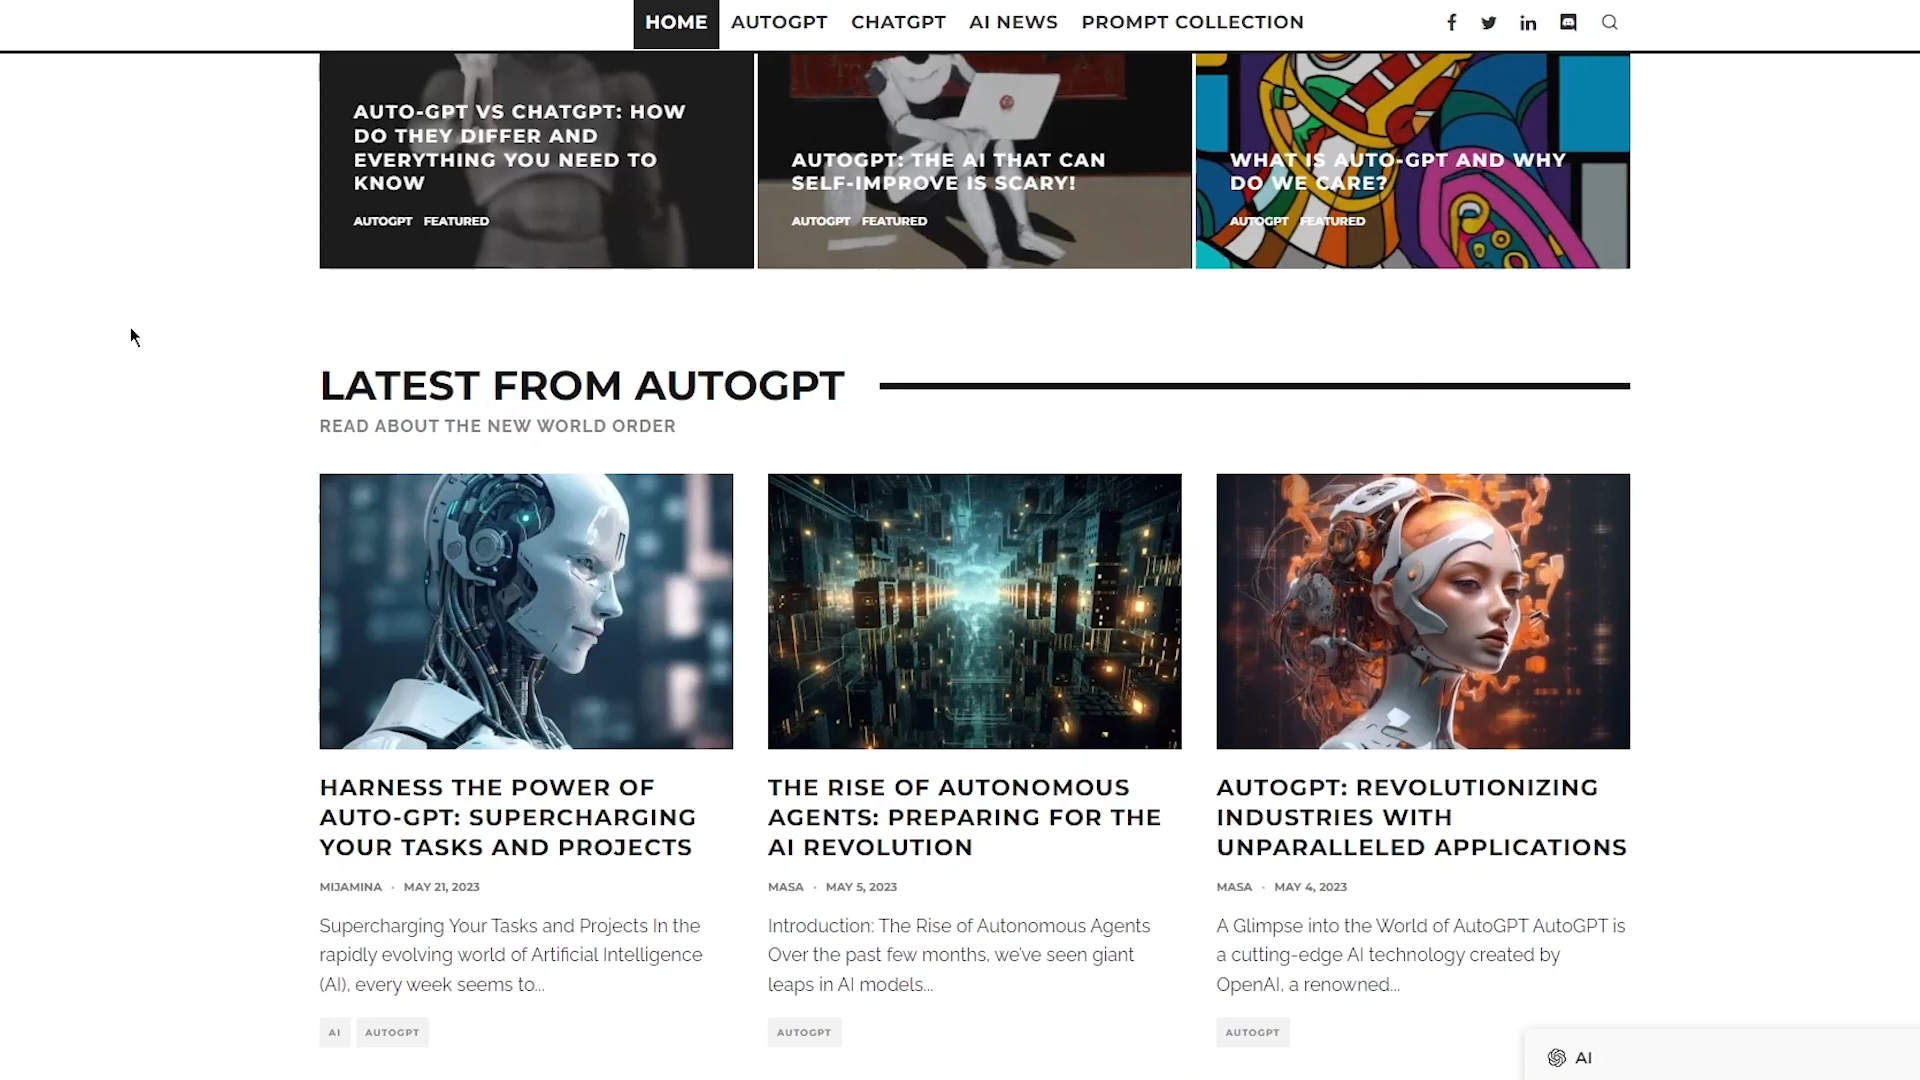 HOME AUTOGPT CHATGPT AI NEWS PROMPT COLLECTION
AUTO-GPT VS CHATGPT: HOW
DO THEY DIFFER AND
EVERYTHING YOU NEED TO
KNOW
AUTOGPT FEATURED
AUTOGPT: THE AI THAT CAN
SELF-IMPROVE IS SCARY!
AUTOGPT FEATURED
WHAT IS AUTO-GPT AND WHY
DO WE CARE?
AUTOGPT FEATURED
LATEST FROM AUTOGPT
READ ABOUT THE NEW WORLD ORDER
HARNESS THE POWER OF
AUTO-GPT: SUPERCHARGING
YOUR TASKS AND PROJECTS
MIJAMINA · MAY 21, 2023
Supercharging Your Tasks and Projects In the
rapidly evolving world of Artificial Intelligence
(AI), every week seems to...
AI AUTOGPT
THE RISE OF AUTONOMOUS
AGENTS: PREPARING FOR THE
AI REVOLUTION
MASA · MAY 5, 2023
Introduction: The Rise of Autonomous Agents
Over the past few months, we've seen giant
leaps in AI models...
AUTOGPT
AUTOGPT: REVOLUTIONIZING
INDUSTRIES WITH
UNPARALLELED APPLICATIONS
MASA · MAY 4, 2023
A Glimpse into the World of AutoGPT AutoGPT is
a cutting-edge AI technology created by
OpenAI, a renowned...
AUTOGPT
AI